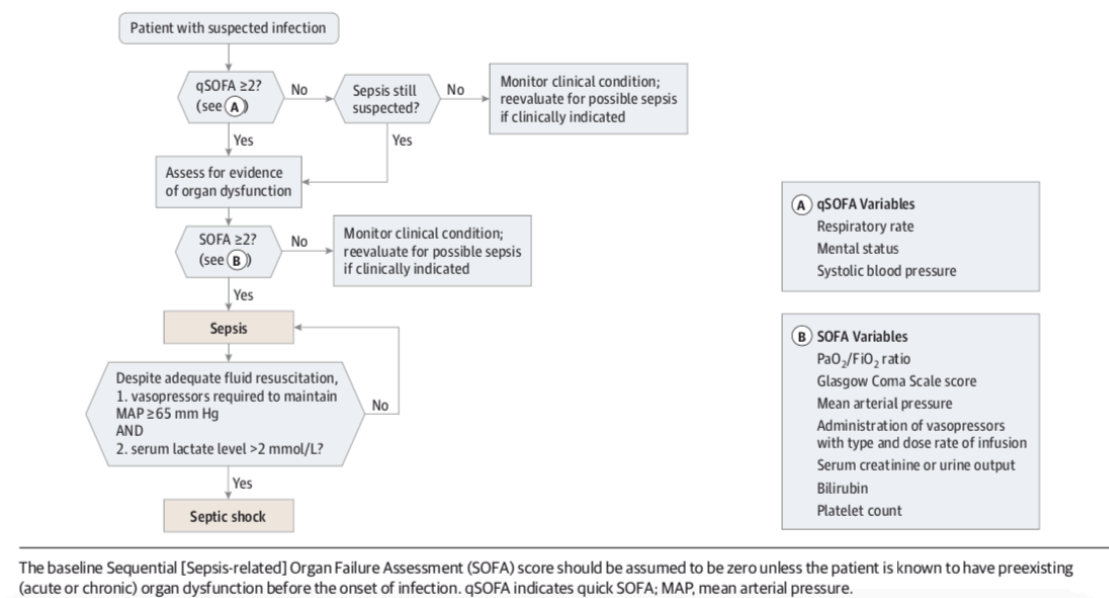 Patient with suspected infection
qSOFA ≥2?
(see A)
No
Sepsis still
suspected?
No
Monitor clinical condition;
reevaluate for possible sepsis
if clinically indicated
Yes
Yes
Assess for evidence
of organ dysfunction
SOFA ≥2?
(see B)
No
Monitor clinical condition;
reevaluate for possible sepsis
if clinically indicated
Yes
Sepsis
Despite adequate fluid resuscitation,
1. vasopressors required to maintain
MAP ≥65 mm Hg
AND
2. serum lactate level >2 mmol/L?
No
Yes
Septic shock
A qSOFA Variables
Respiratory rate
Mental status
Systolic blood pressure
B SOFA Variables
PaO2/FiO2 ratio
Glasgow Coma Scale score
Mean arterial pressure
Administration of vasopressors
with type and dose rate of infusion
Serum creatinine or urine output
Bilirubin
Platelet count
The baseline Sequential [Sepsis-related] Organ Failure Assessment (SOFA) score should be assumed to be zero unless the patient is known to have preexisting
(acute or chronic) organ dysfunction before the onset of infection. qSOFA indicates quick SOFA; MAP, mean arterial pressure.